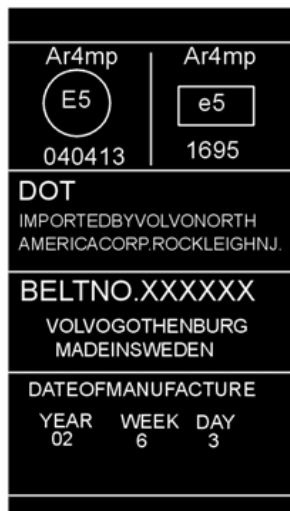 Ar4mp Ar4mp
E5 e5
040413 1695
DOT
IMPORTEDBYVOLVONORTH
AMERICACORP.ROCKLEIGHNJ.
BELTNO.XXXXXX
VOLVOGOTHENBURG
MADEINSWEDEN
DATEOFMANUFACTURE
YEAR WEEK DAY
02 6 3